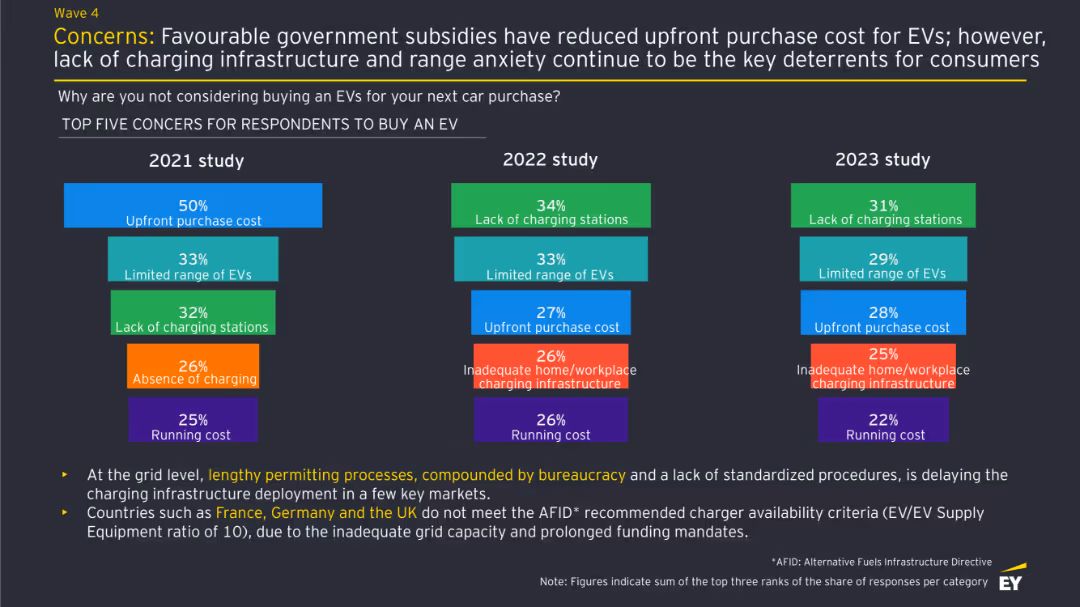 Wave 4
Concerns: Favourable government subsidies have reduced upfront purchase cost for EVs; however,
lack of charging infrastructure and range anxiety continue to be the key deterrents for consumers
Why are you not considering buying an EVs for your next car purchase?
TOP FIVE CONCERS FOR RESPONDENTS TO BUY AN EV
2021 study
50%
Upfront purchase cost
33%
Limited range of EVs
32%
Lack of charging stations
26%
Absence of charging
25%
Running cost
2022 study
34%
Lack of charging stations
33%
Limited range of EVs
27%
Upfront purchase cost
26%
Inadequate home/workplace
charging infrastructure
26%
Running cost
2023 study
31%
Lack of charging stations
29%
Limited range of EVs
28%
Upfront purchase cost
25%
Inadequate home/workplace
charging infrastructure
22%
Running cost
‣ At the grid level, lengthy permitting processes, compounded by bureaucracy and a lack of standardized procedures, is delaying the
charging infrastructure deployment in a few key markets.
‣ Countries such as France, Germany and the UK do not meet the AFID* recommended charger availability criteria (EV/EV Supply
Equipment ratio of 10), due to the inadequate grid capacity and prolonged funding mandates.
*AFID: Alternative Fuels Infrastructure Directive
Note: Figures indicate sum of the top three ranks of the share of responses per category
EY